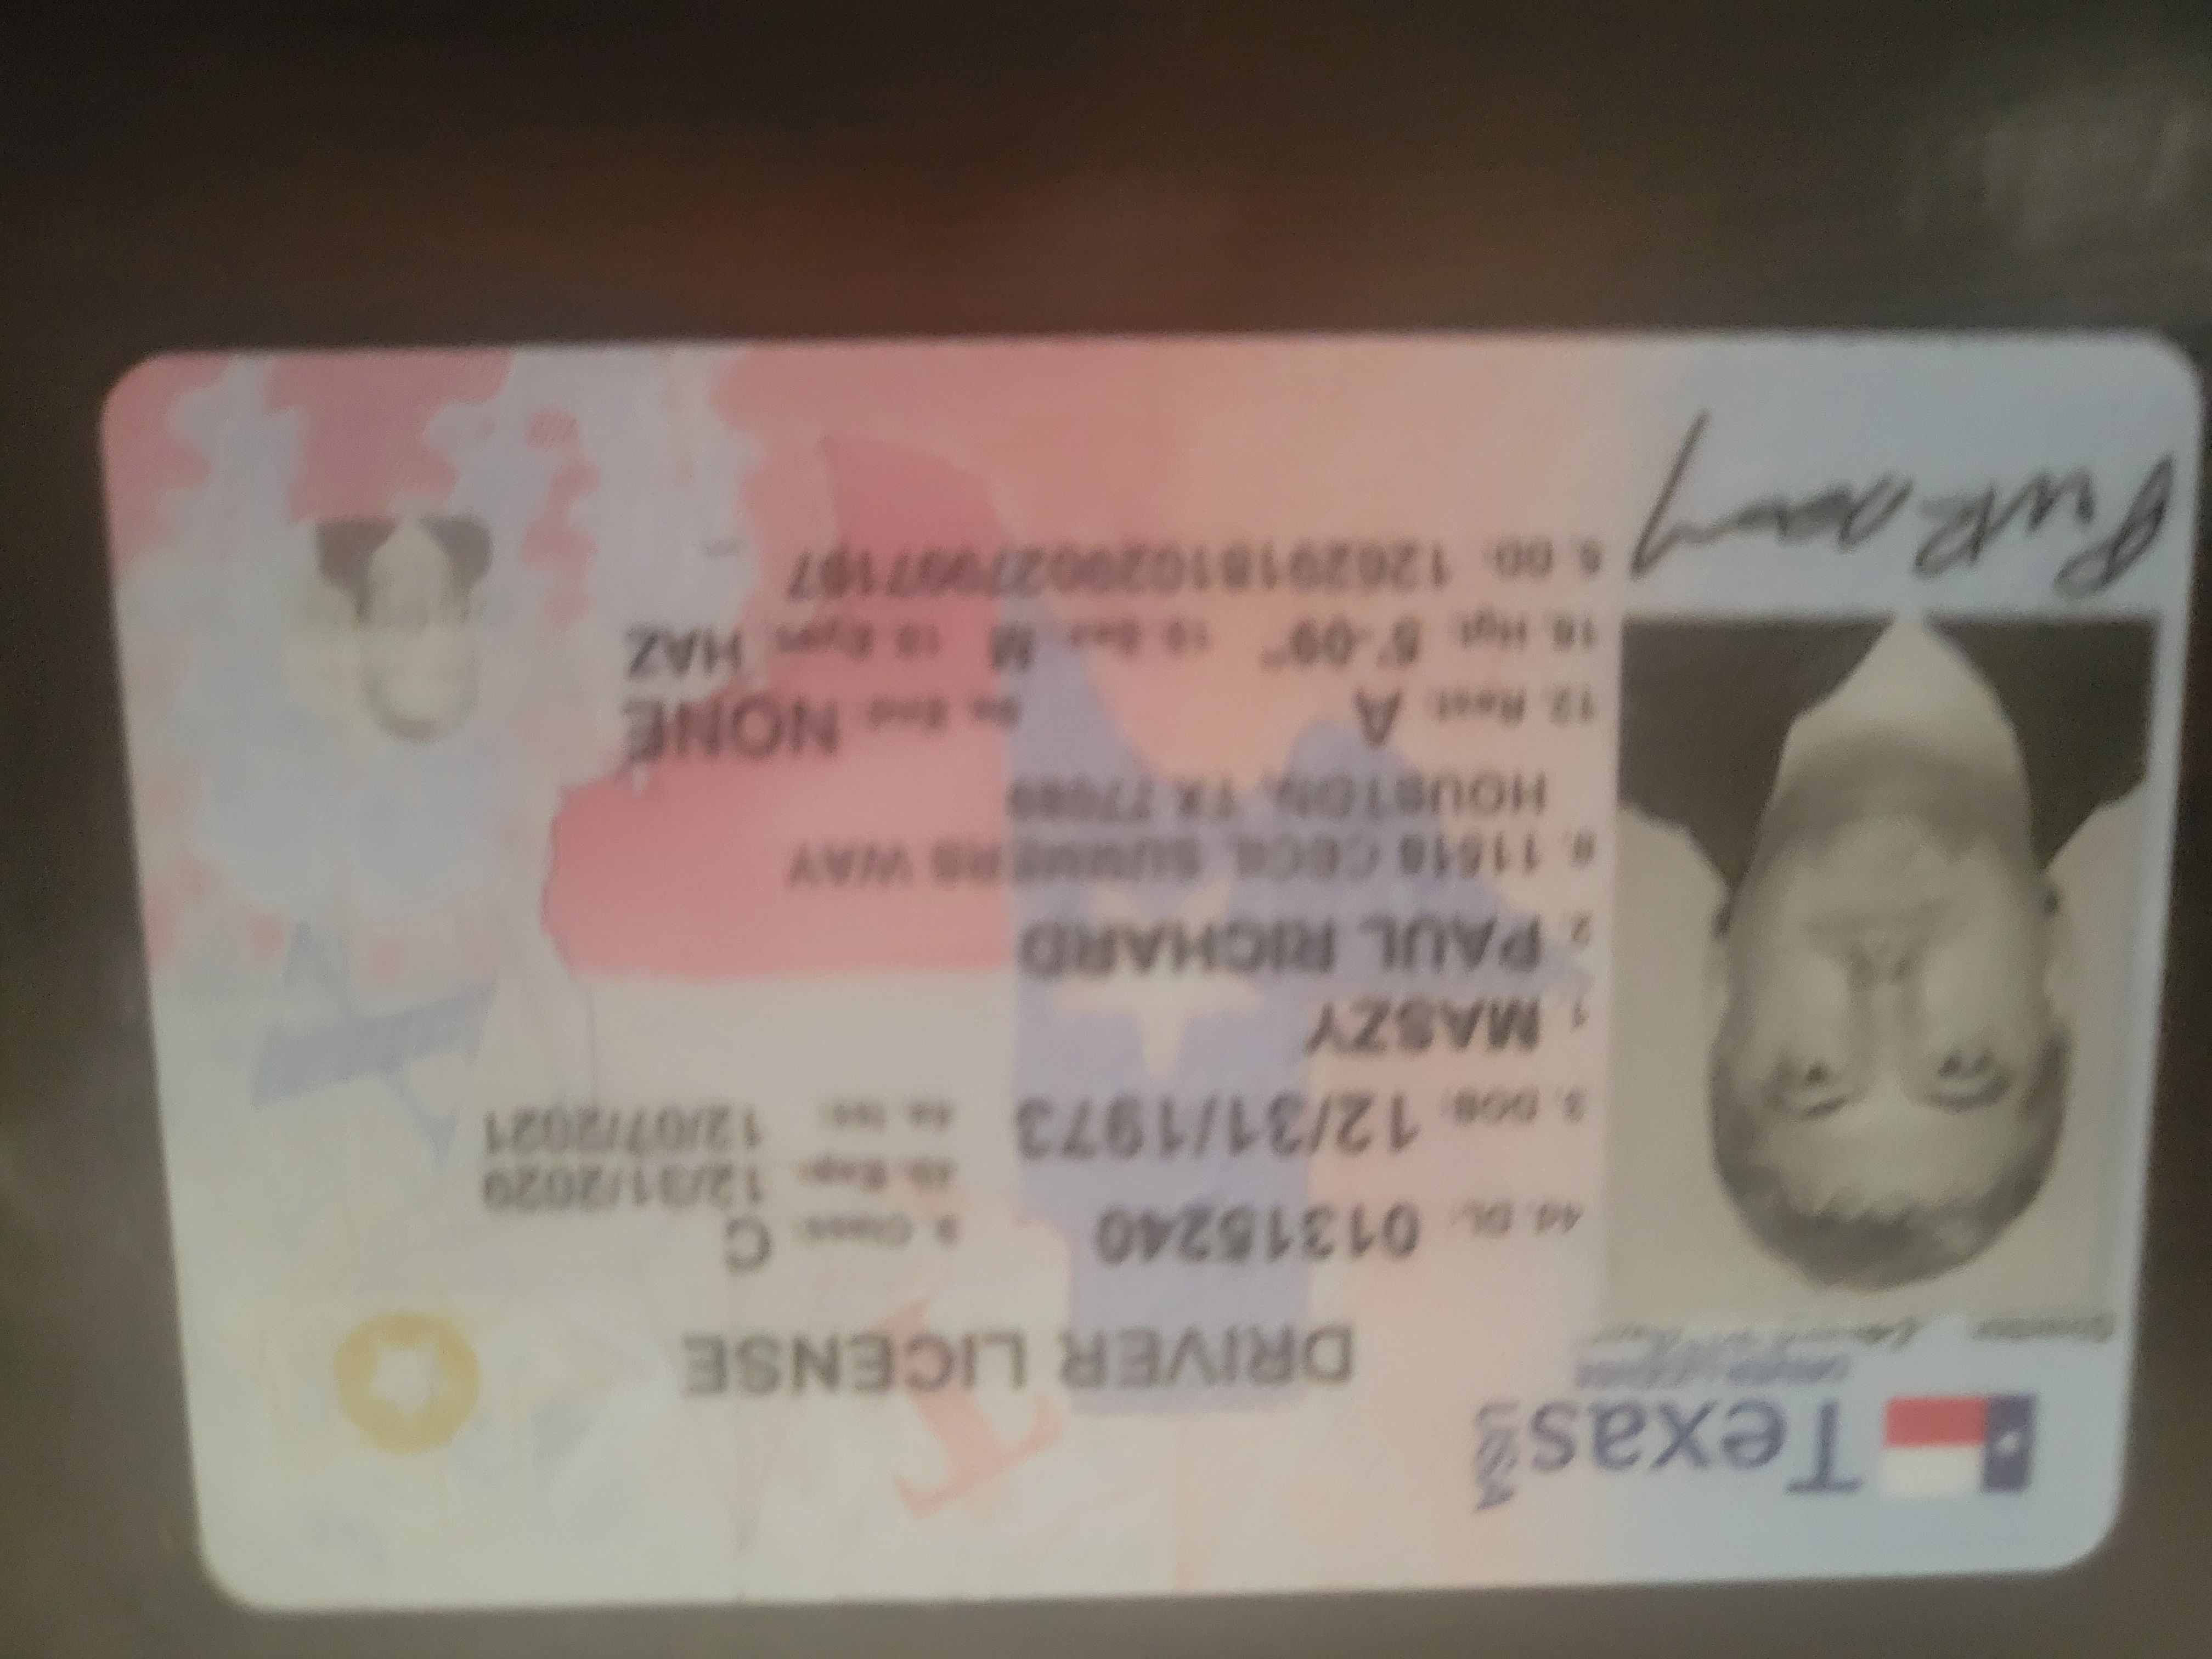 Texas
DRIVER LICENSE
4d. DL: 01315240
9. Class: C
4b. Exp: 12/31/2029
3. DOB: 12/31/1973
4a. Iss: 12/07/2021
1. MASZY
2. PAUL RICHARD
8. 11618 CECIL SUMMERS WAY
HOUSTON, TX 77089
12. Rest: A
9a. End: NONE
16. Hgt: 5'-09"
15. Sex: M
18. Eyes: HAZ
5. DD: